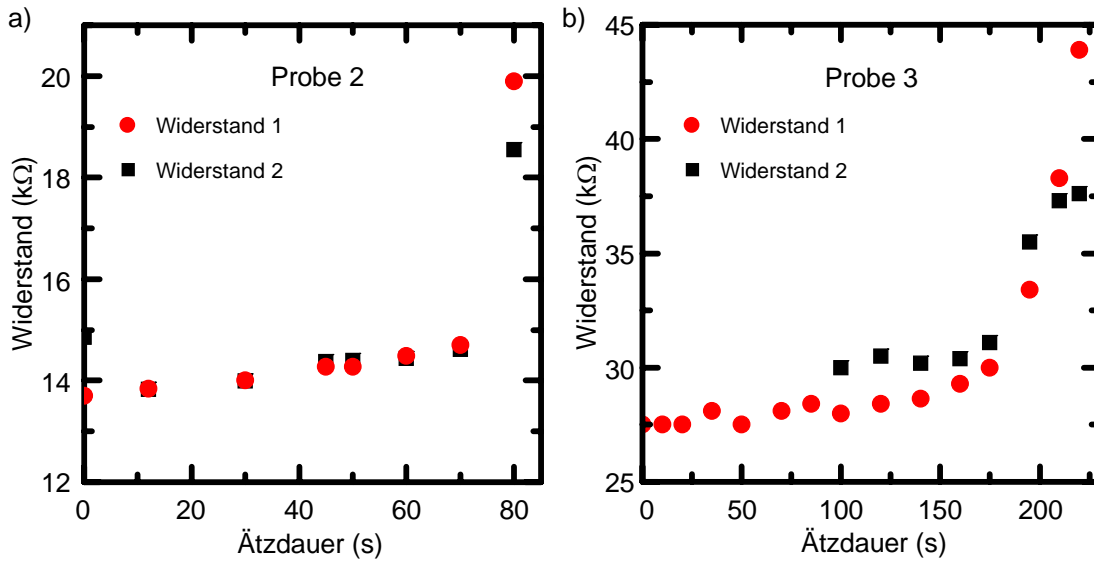 a)
Probe 2
Widerstand 1
Widerstand 2
Widerstand (kΩ)
20
18
16
14
12
0 20 40 60 80
Ätzdauer (s)
b)
Probe 3
Widerstand 1
Widerstand 2
Widerstand (kΩ)
45
40
35
30
25
0 50 100 150 200
Ätzdauer (s)